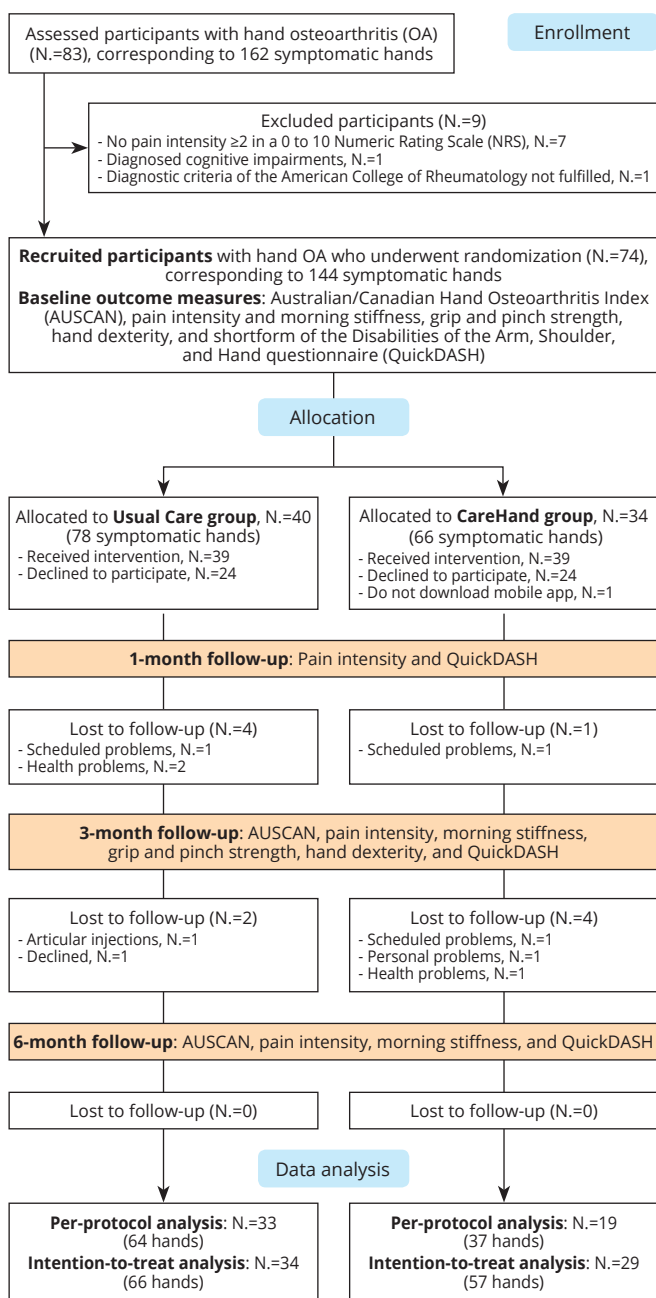 Assessed participants with hand osteoarthritis (OA)
(N.=83), corresponding to 162 symptomatic hands
Enrollment
Excluded participants (N.=9)
- No pain intensity ≥2 in a 0 to 10 Numeric Rating Scale (NRS), N.=7
- Diagnosed cognitive impairments, N.=1
- Diagnostic criteria of the American College of Rheumatology not fulfilled, N.=1
Recruited participants with hand OA who underwent randomization (N.=74),
corresponding to 144 symptomatic hands
Baseline outcome measures: Australian/Canadian Hand Osteoarthritis Index
(AUSCAN), pain intensity and morning stiffness, grip and pinch strength,
hand dexterity, and shortform of the Disabilities of the Arm, Shoulder,
and Hand questionnaire (QuickDASH)
Allocation
Allocated to Usual Care group, N.=40
(78 symptomatic hands)
- Received intervention, N.=39
- Declined to participate, N.=24
Allocated to CareHand group, N.=34
(66 symptomatic hands)
- Received intervention, N.=39
- Declined to participate, N.=24
- Do not download mobile app, N.=1
1-month follow-up: Pain intensity and QuickDASH
Lost to follow-up (N.=4)
- Scheduled problems, N.=1
- Health problems, N.=2
Lost to follow-up (N.=1)
- Scheduled problems, N.=1
3-month follow-up: AUSCAN, pain intensity, morning stiffness,
grip and pinch strength, hand dexterity, and QuickDASH
Lost to follow-up (N.=2)
- Articular injections, N.=1
- Declined, N.=1
Lost to follow-up (N.=4)
- Scheduled problems, N.=1
- Personal problems, N.=1
- Health problems, N.=1
6-month follow-up: AUSCAN, pain intensity, morning stiffness, and QuickDASH
Lost to follow-up (N.=0)
Lost to follow-up (N.=0)
Data analysis
Per-protocol analysis: N.=33
(64 hands)
Intention-to-treat analysis: N.=34
(66 hands)
Per-protocol analysis: N.=19
(37 hands)
Intention-to-treat analysis: N.=29
(57 hands)